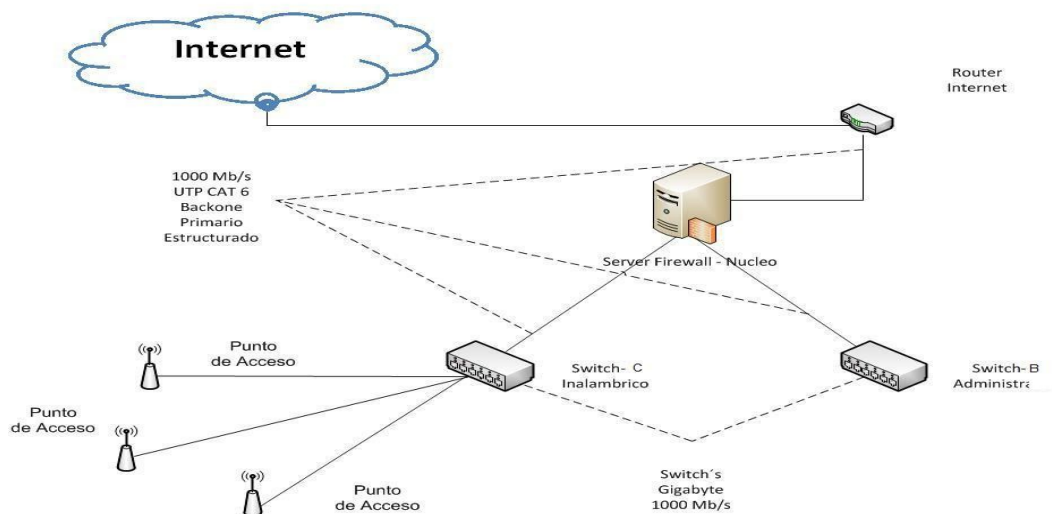 Internet
Router
Internet
1000 Mb/s
UTP CAT 6
Backone
Primario
Estructurado
Server Firewall - Nucleo
Punto
de Acceso
Switch- C
Inalambrico
Switch-B
Administra
Punto
de Acceso
Punto
de Acceso
Switch´s
Gigabyte
1000 Mb/s